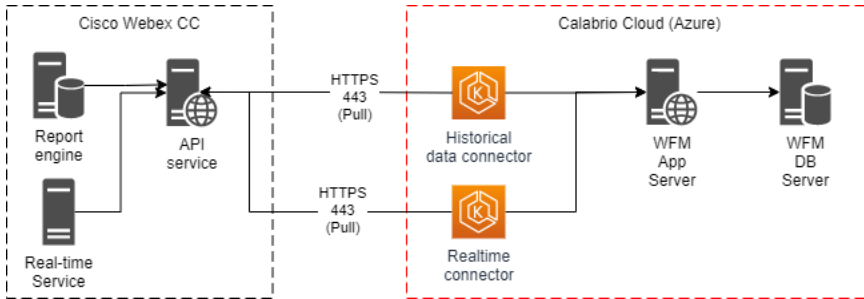 Cisco Webex CC
Calabrio Cloud (Azure)
Report
engine
API
service
Real-time
Service
HTTPS
443
(Pull)
HTTPS
443
(Pull)
K
Historical
data connector
K
Realtime
connector
WFM
App
Server
WFM
DB
Server